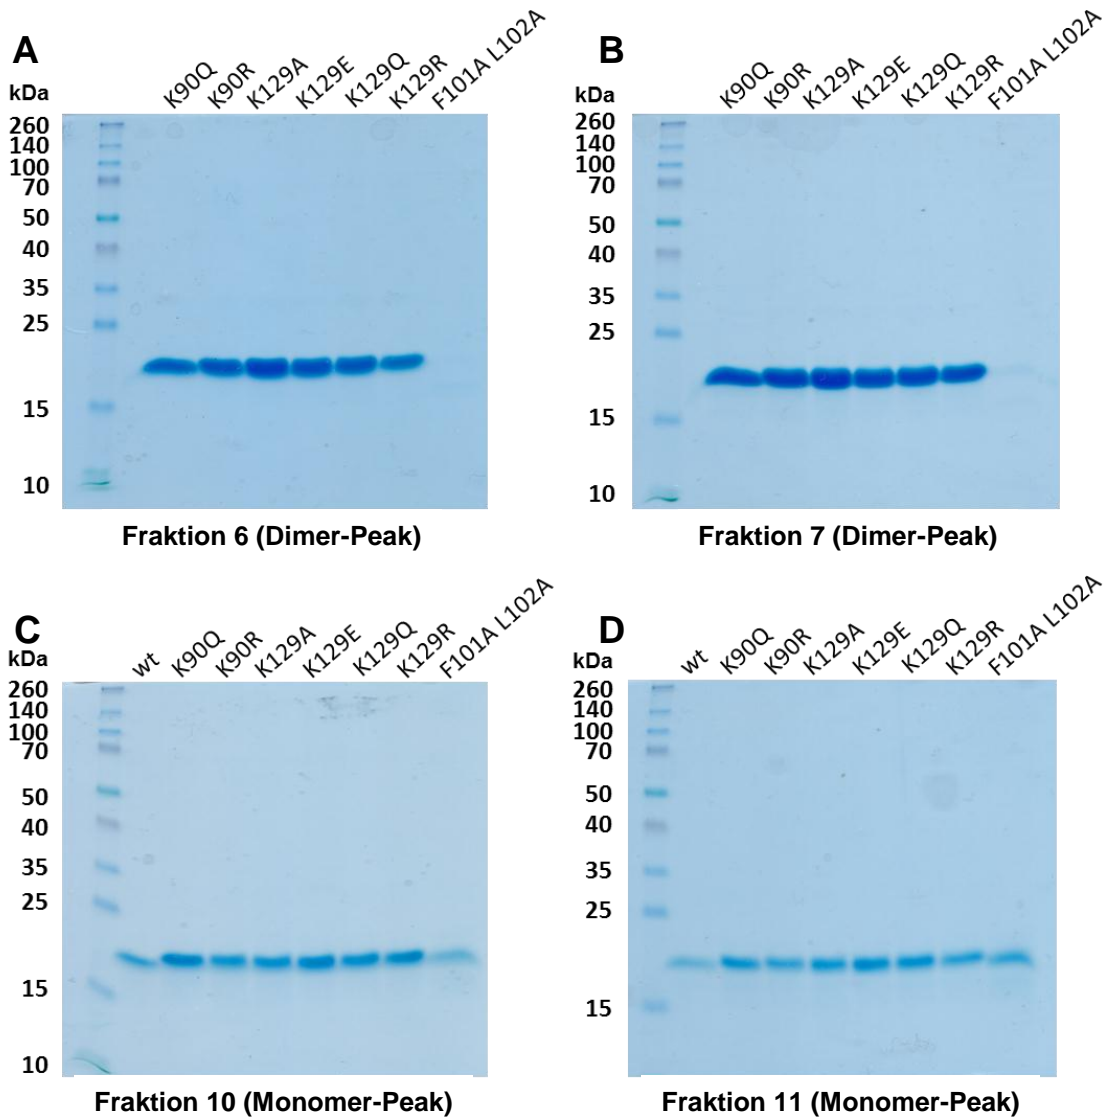 A
kDa
K90Q
K90R
K129A
K129E
K129Q
K129R
F101A L102A
260
140
100
70
50
40
35
25
15
10
Fraktion 6 (Dimer-Peak)
B
kDa
K90Q
K90R
K129A
K129E
K129Q
K129R
F101A L102A
260
140
100
70
50
40
35
25
15
10
Fraktion 7 (Dimer-Peak)
C
kDa
wt
K90Q
K90R
K129A
K129E
K129Q
K129R
F101A L102A
260
140
100
70
50
40
35
25
15
10
Fraktion 10 (Monomer-Peak)
D
kDa
wt
K90Q
K90R
K129A
K129E
K129Q
K129R
F101A L102A
260
140
100
70
50
40
35
25
15
Fraktion 11 (Monomer-Peak)